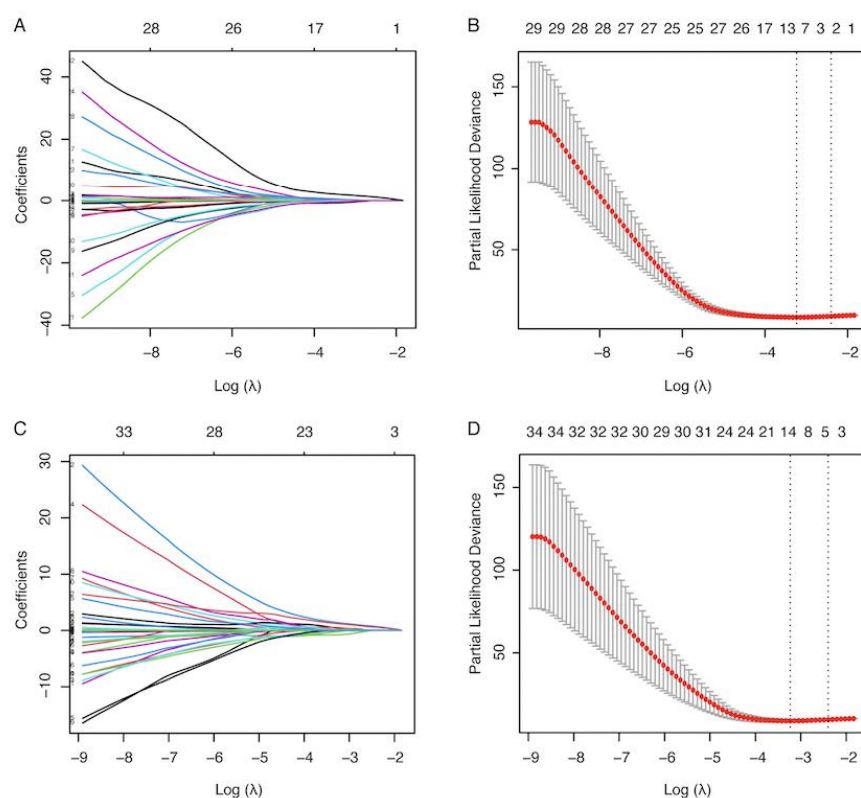 A
28 26 17 1
40
20
0
−20
−40
Coefficients
−8 −6 −4 −2
Log (λ)
B
29 29 28 28 27 27 25 25 27 26 17 13 7 3 2 1
150
100
50
Partial Likelihood Deviance
−8 −6 −4 −2
Log (λ)
C
33 28 23 3
30
20
10
0
−10
Coefficients
−9 −8 −7 −6 −5 −4 −3 −2
Log (λ)
D
34 34 32 32 32 30 29 30 31 24 24 21 14 8 5 3
150
100
50
Partial Likelihood Deviance
−9 −8 −7 −6 −5 −4 −3 −2
Log (λ)